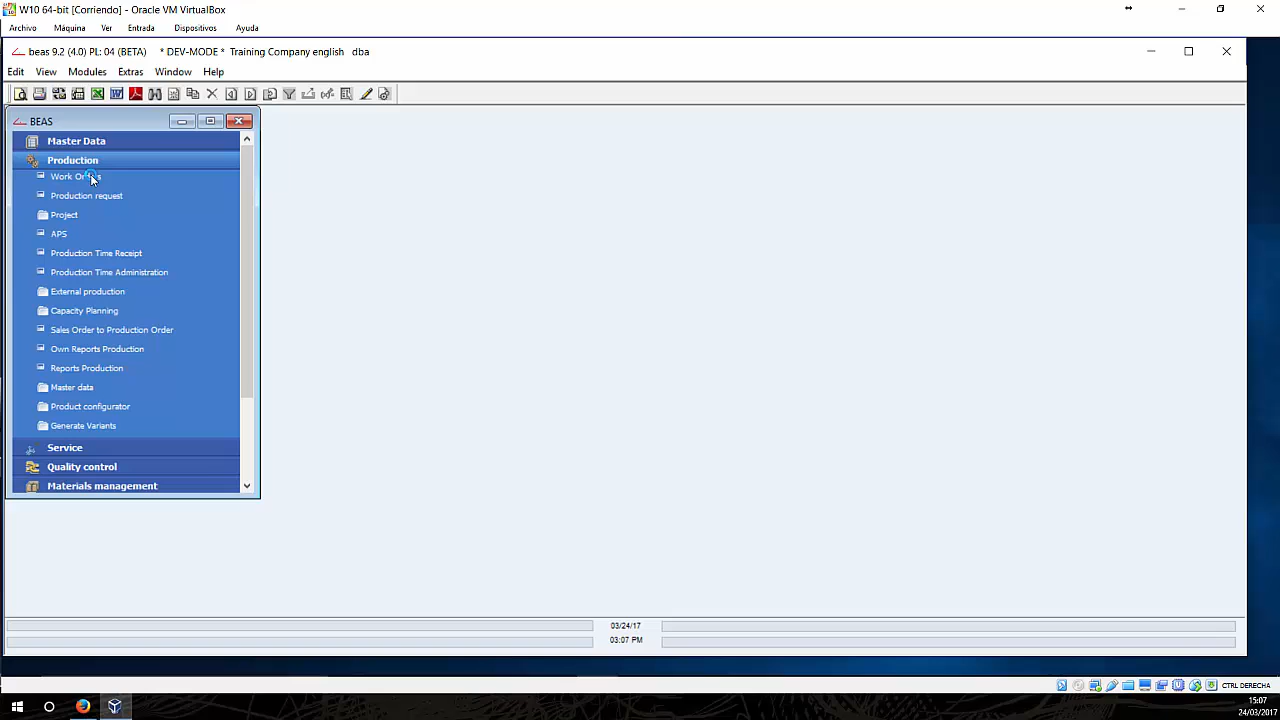 W10 64-bit [Corriendo] - Oracle VM VirtualBox
Archivo Máquina Ver Entrada Dispositivos Ayuda
beas 9.2 (4.0) PL: 04 (BETA) * DEV-MODE * Training Company english dba
Edit View Modules Extras Window Help
BEAS
Master Data
Production
Work Orders
Production request
Project
APS
Production Time Receipt
Production Time Administration
External production
Capacity Planning
Sales Order to Production Order
Own Reports Production
Reports Production
Master data
Product configurator
Generate Variants
Service
Quality control
Materials management
03/24/17
03:07 PM
CTRL DERECHA
15:07
24/03/2017